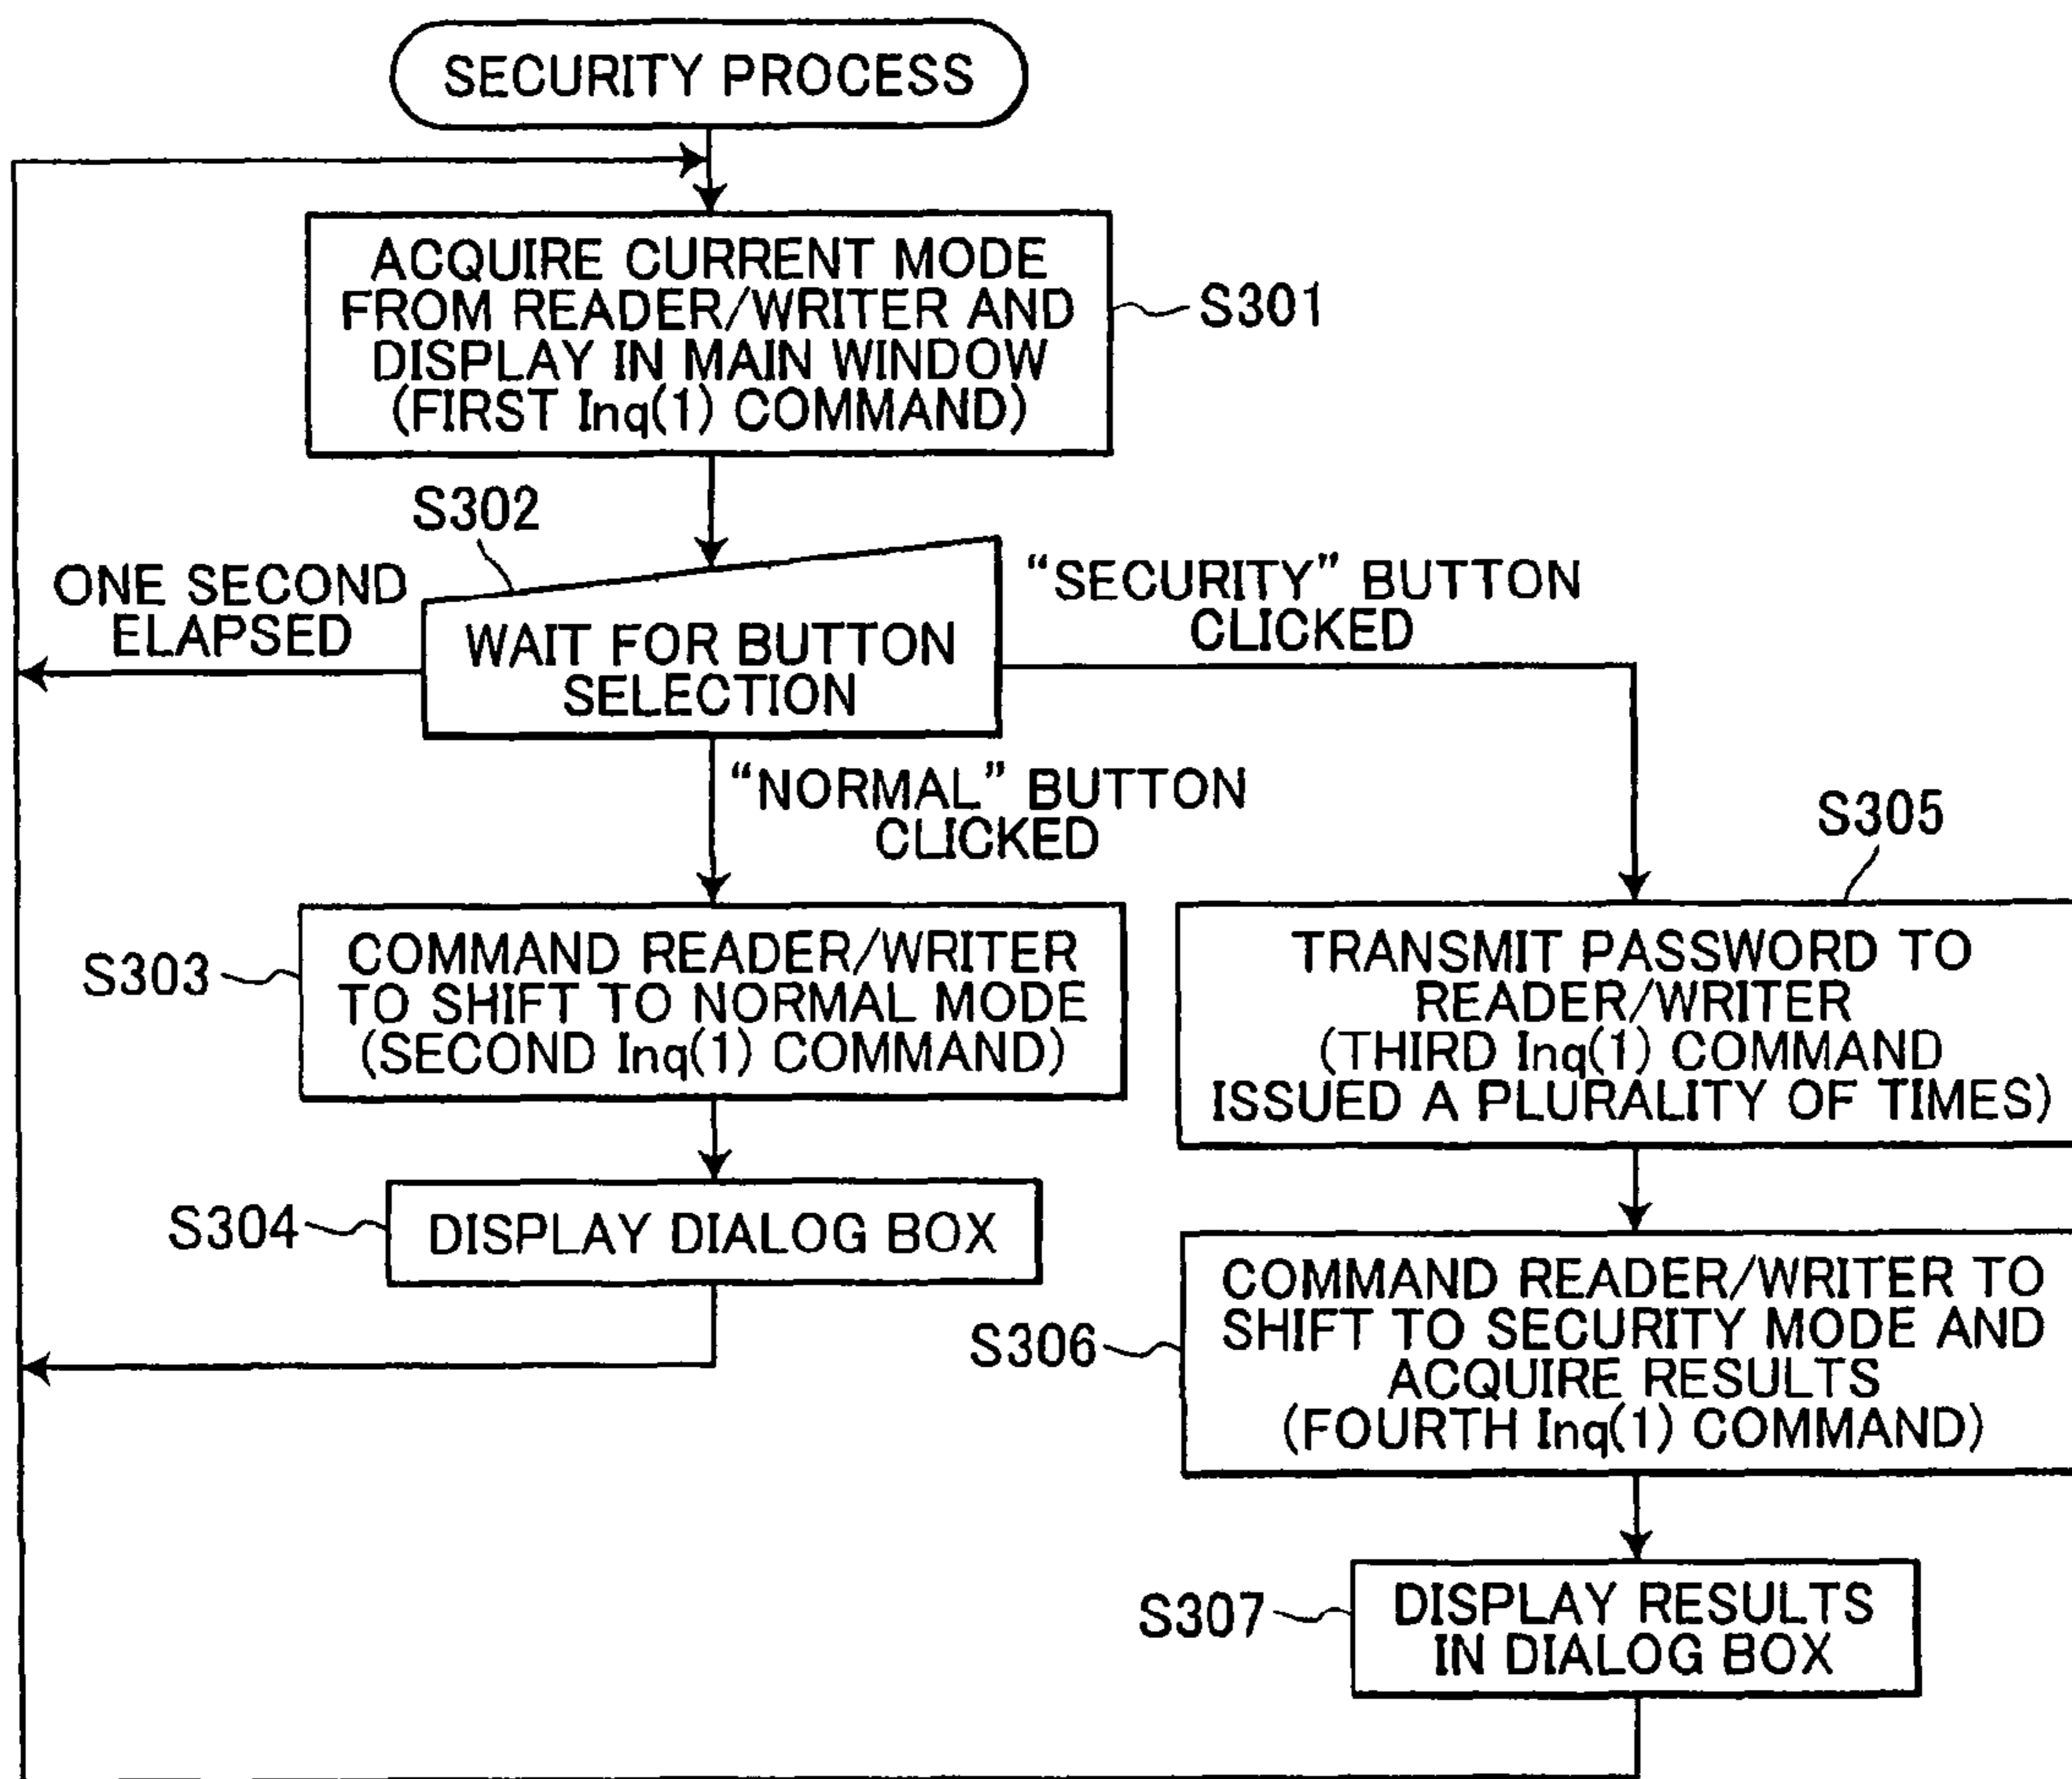 SECURITY PROCESS
ACQUIRE CURRENT MODE
FROM READER/WRITER AND
DISPLAY IN MAIN WINDOW
(FIRST Inq(1) COMMAND)
S301
S302
ONE SECOND
ELAPSED
WAIT FOR BUTTON
SELECTION
“SECURITY” BUTTON
CLICKED
“NORMAL” BUTTON
CLICKED
S303
COMMAND READER/WRITER
TO SHIFT TO NORMAL MODE
(SECOND Inq(1) COMMAND)
S304
DISPLAY DIALOG BOX
S305
TRANSMIT PASSWORD TO
READER/WRITER
(THIRD Inq(1) COMMAND
ISSUED A PLURALITY OF TIMES)
S306
COMMAND READER/WRITER TO
SHIFT TO SECURITY MODE AND
ACQUIRE RESULTS
(FOURTH Inq(1) COMMAND)
S307
DISPLAY RESULTS
IN DIALOG BOX